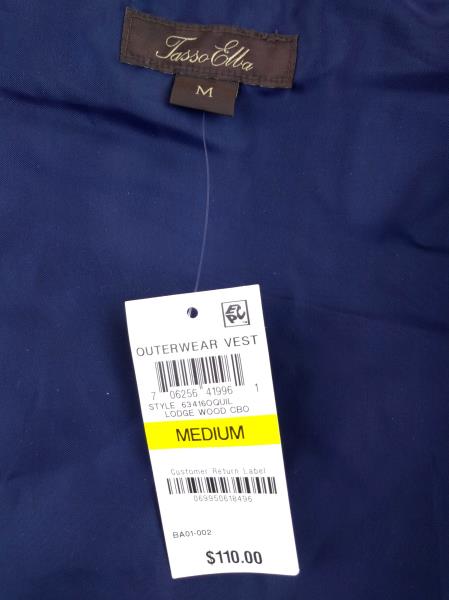 Tasso Elba
M
OUTERWEAR VEST
7 06256 41996 1
STYLE 63416OQUIL
LODGE WOOD CBO
MEDIUM
Customer Return Label
069950618496
BA01-002
$110.00